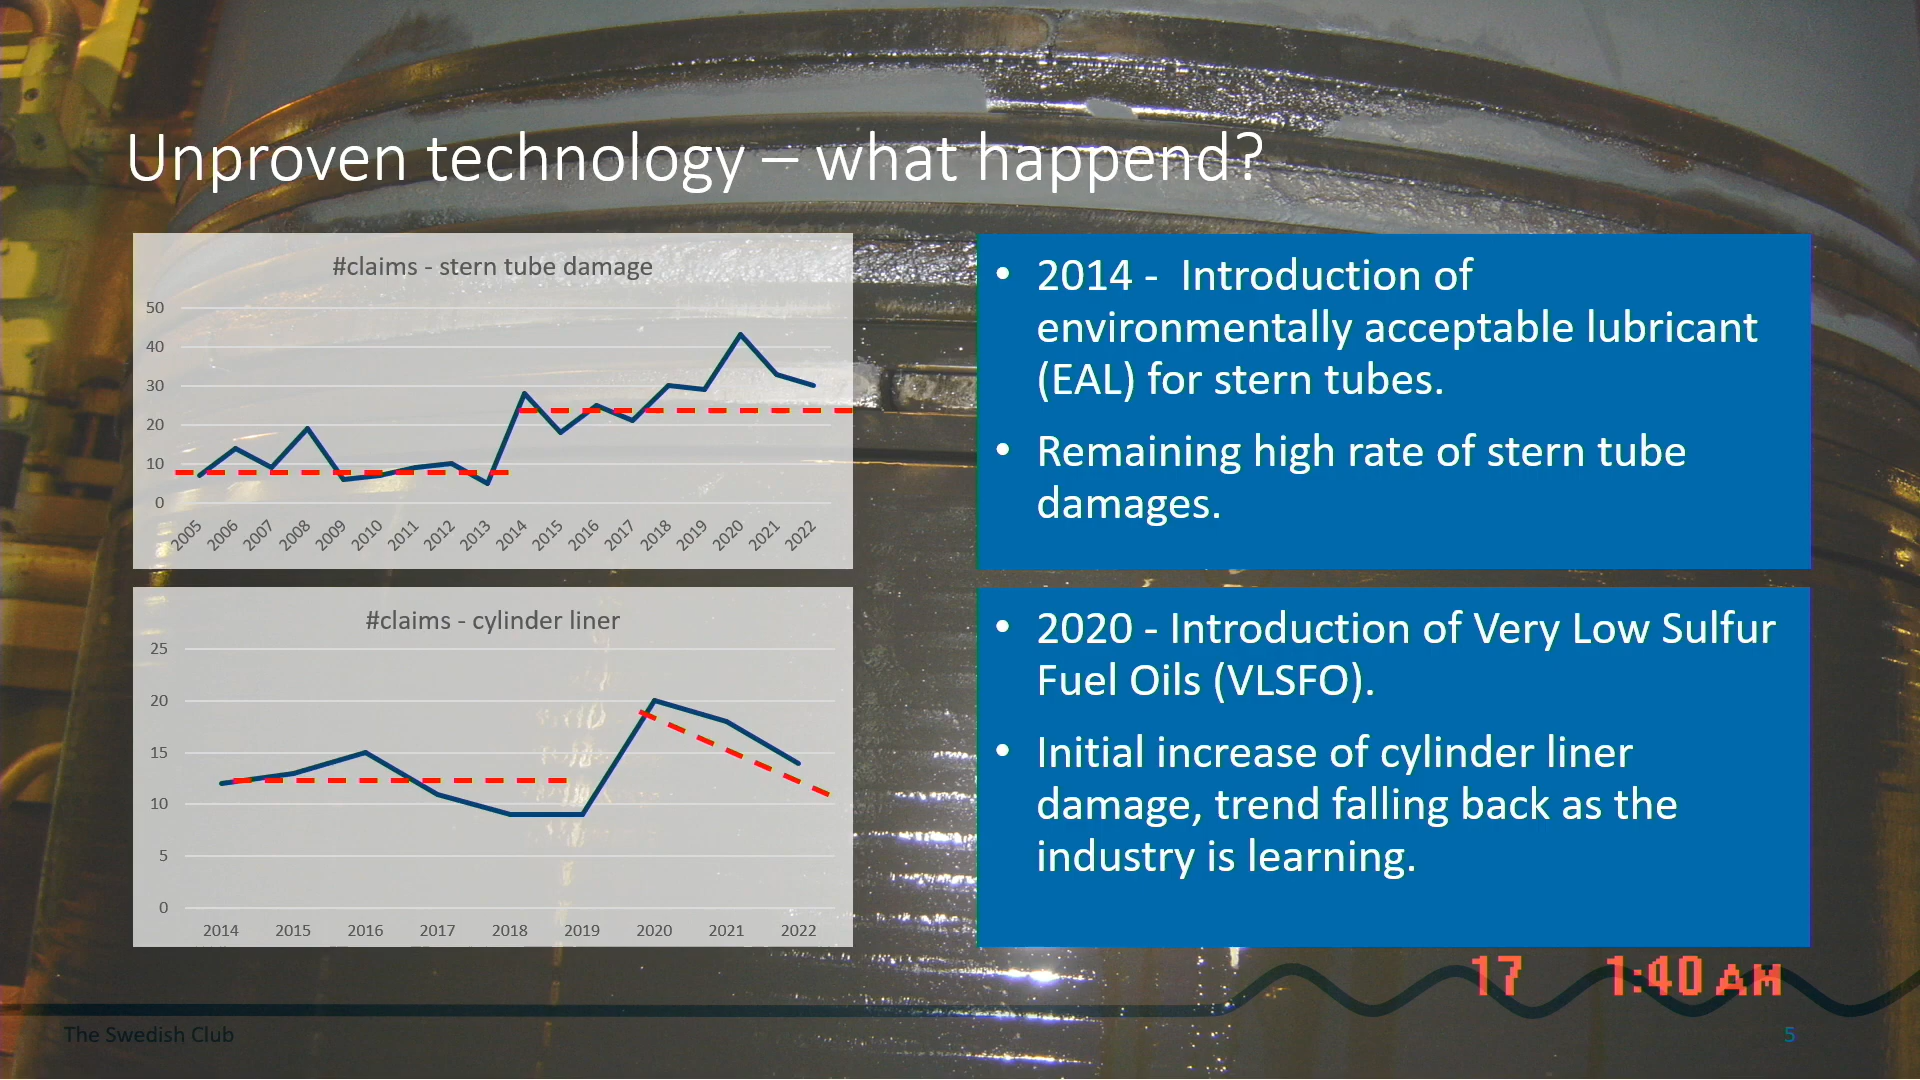 Unproven technology – what happend?
#claims - stern tube damage
50
40
30
20
10
0
2005 2006 2007 2008 2009 2010 2011 2012 2013 2014 2015 2016 2017 2018 2019 2020 2021 2022
• 2014 - Introduction of
environmentally acceptable lubricant
(EAL) for stern tubes.
• Remaining high rate of stern tube
damages.
#claims - cylinder liner
25
20
15
10
5
0
2014 2015 2016 2017 2018 2019 2020 2021 2022
• 2020 - Introduction of Very Low Sulfur
Fuel Oils (VLSFO).
• Initial increase of cylinder liner
damage, trend falling back as the
industry is learning.
17 1:40 AM
The Swedish Club
5